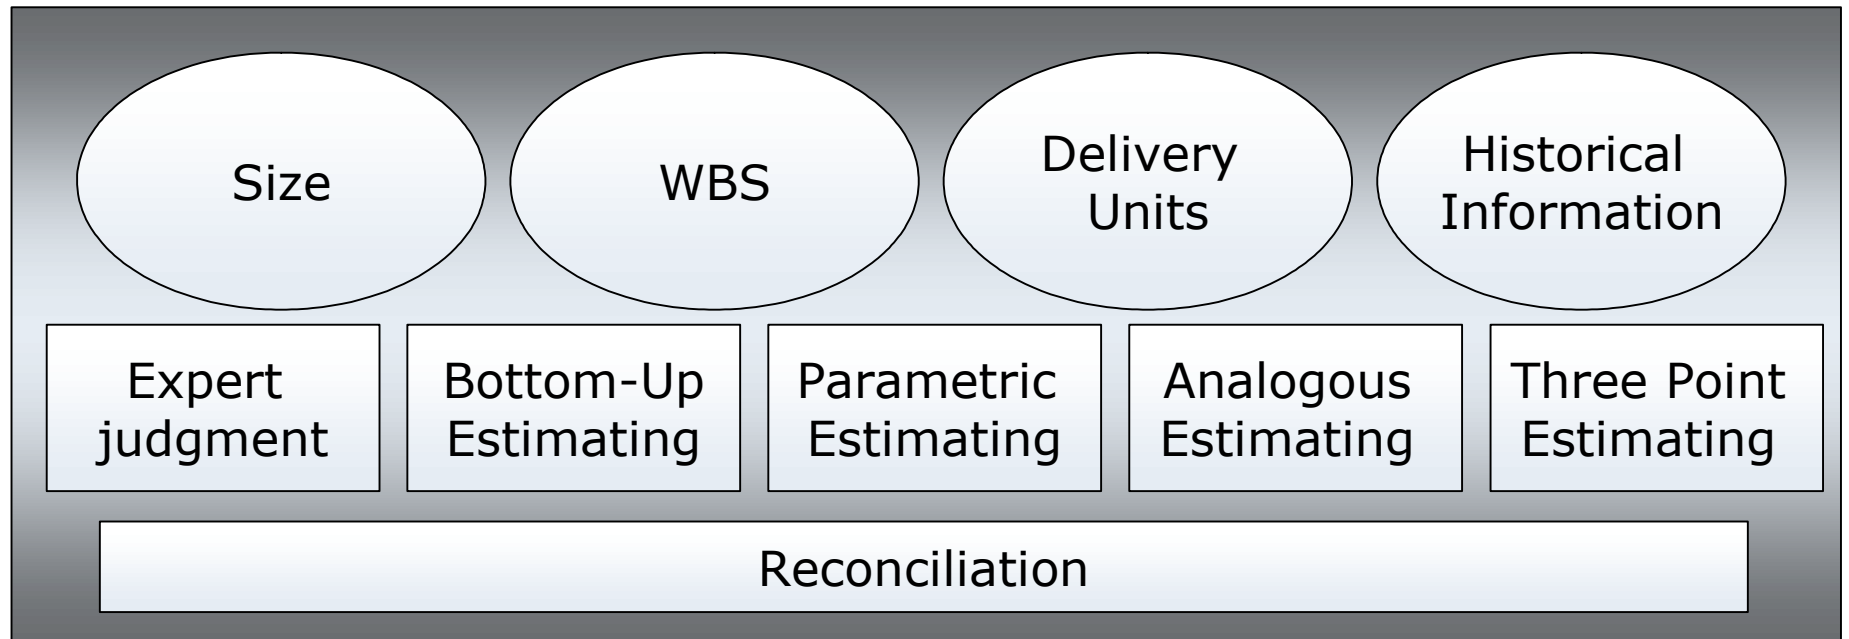 Size
WBS
Delivery
Units
Historical
Information
Expert
judgment
Bottom-Up
Estimating
Parametric
Estimating
Analogous
Estimating
Three Point
Estimating
Reconciliation